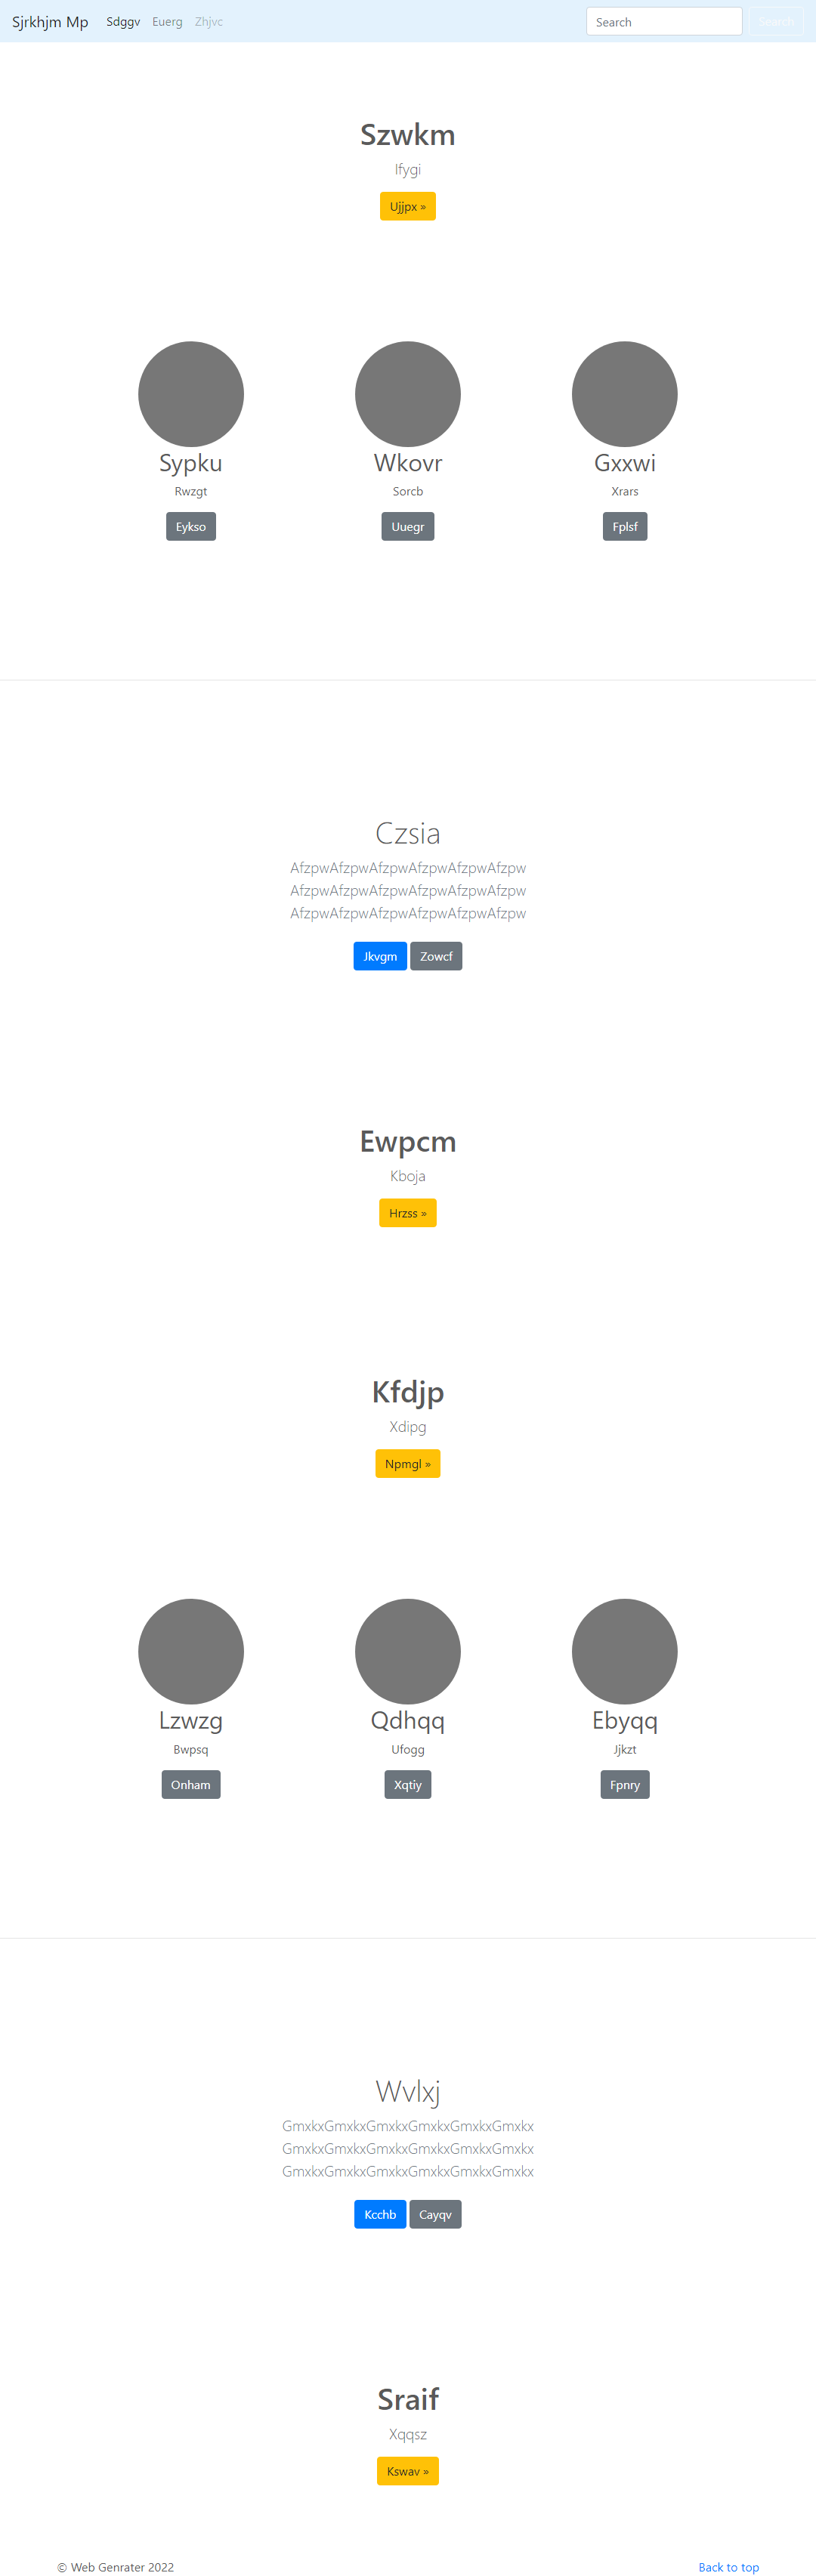 Sjrkhjm Mp Sdggv Euerg Zhjvc Search Search
Szwkm
Ifygi
Ujjpx »
Sypku Wkovr Gxxwi
Rwzgt Sorcb Xrars
Eykso Uuegr Fplsf
Czsia
AfzpwAfzpwAfzpwAfzpwAfzpwAfzpw
AfzpwAfzpwAfzpwAfzpwAfzpwAfzpw
AfzpwAfzpwAfzpwAfzpwAfzpwAfzpw
Jkvgm Zowcf
Ewpcm
Kboja
Hrzss »
Kfdjp
Xdipg
Npmgl »
Lzwzg Qdhqq Ebyqq
Bwpsq Ufogg Jjkzt
Onham Xqtiy Fpnry
Wvlxj
GmxkxGmxkxGmxkxGmxkxGmxkxGmxkx
GmxkxGmxkxGmxkxGmxkxGmxkxGmxkx
GmxkxGmxkxGmxkxGmxkxGmxkxGmxkx
Kcchb Cayqv
Sraif
Xqqsz
Kswav »
© Web Genrater 2022 Back to top